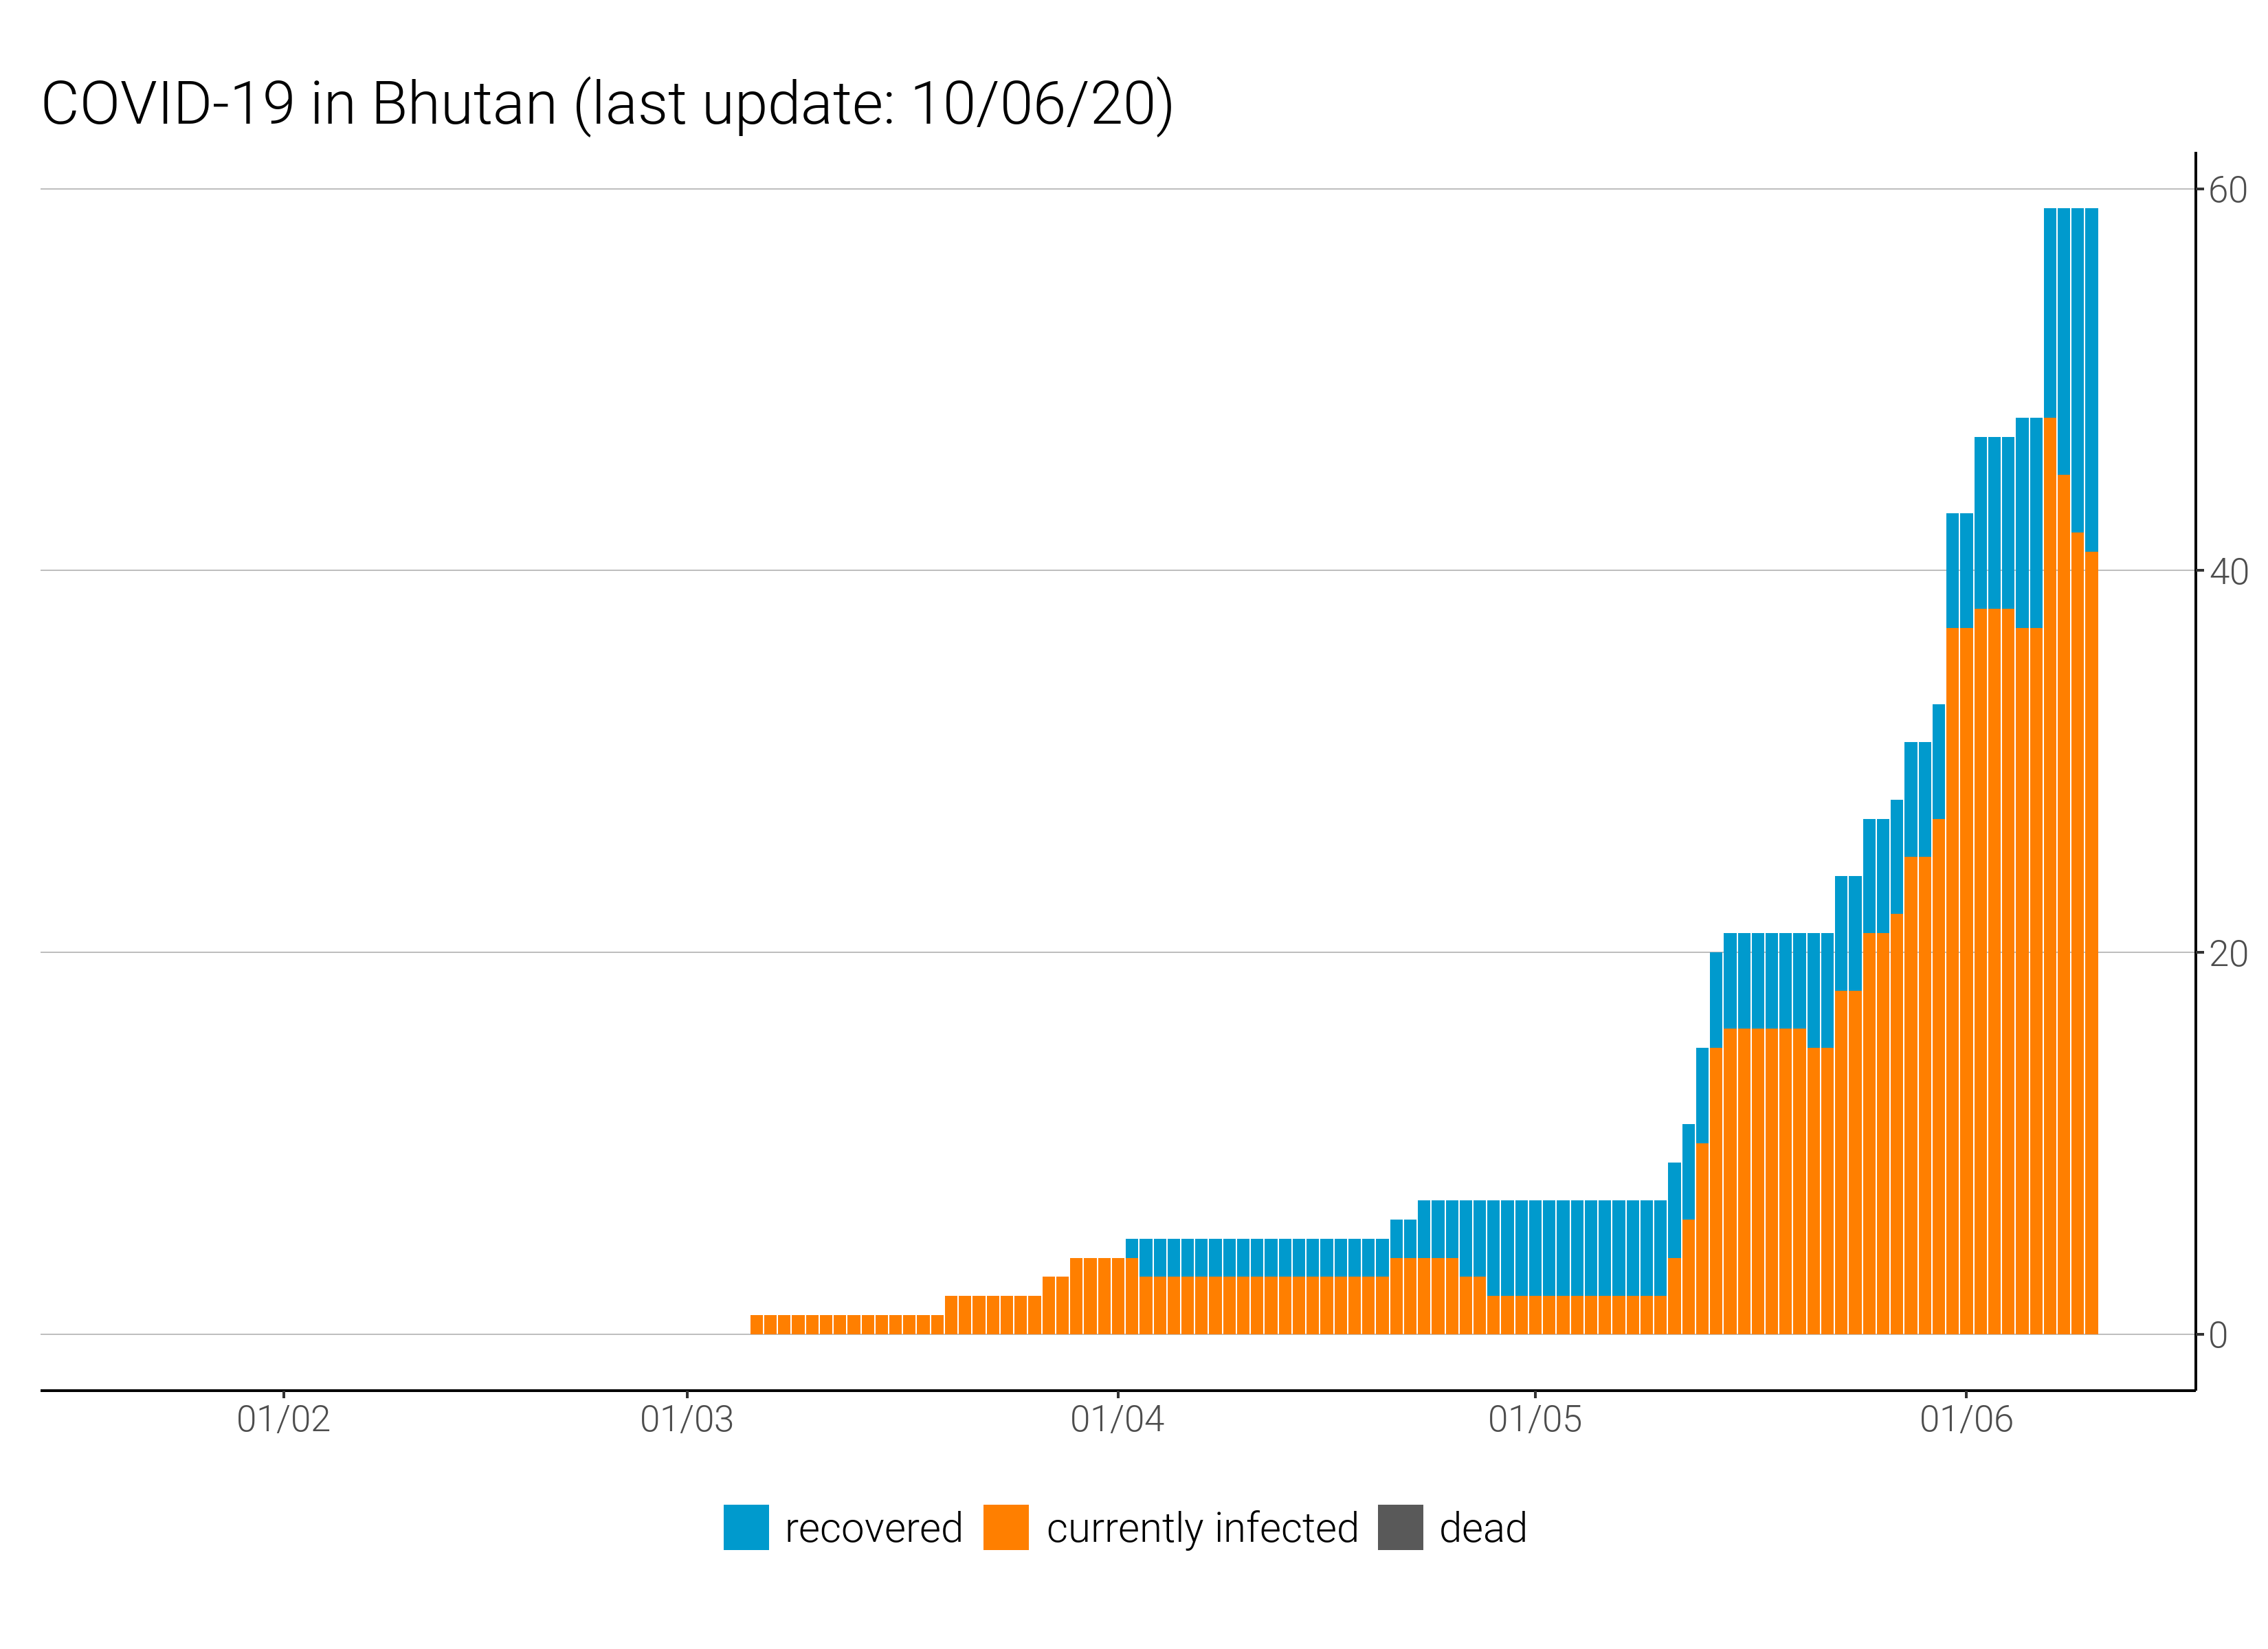 COVID-19 in Bhutan (last update: 10/06/20)
60
40
20
0
01/02 01/03 01/04 01/05 01/06
recovered currently infected dead